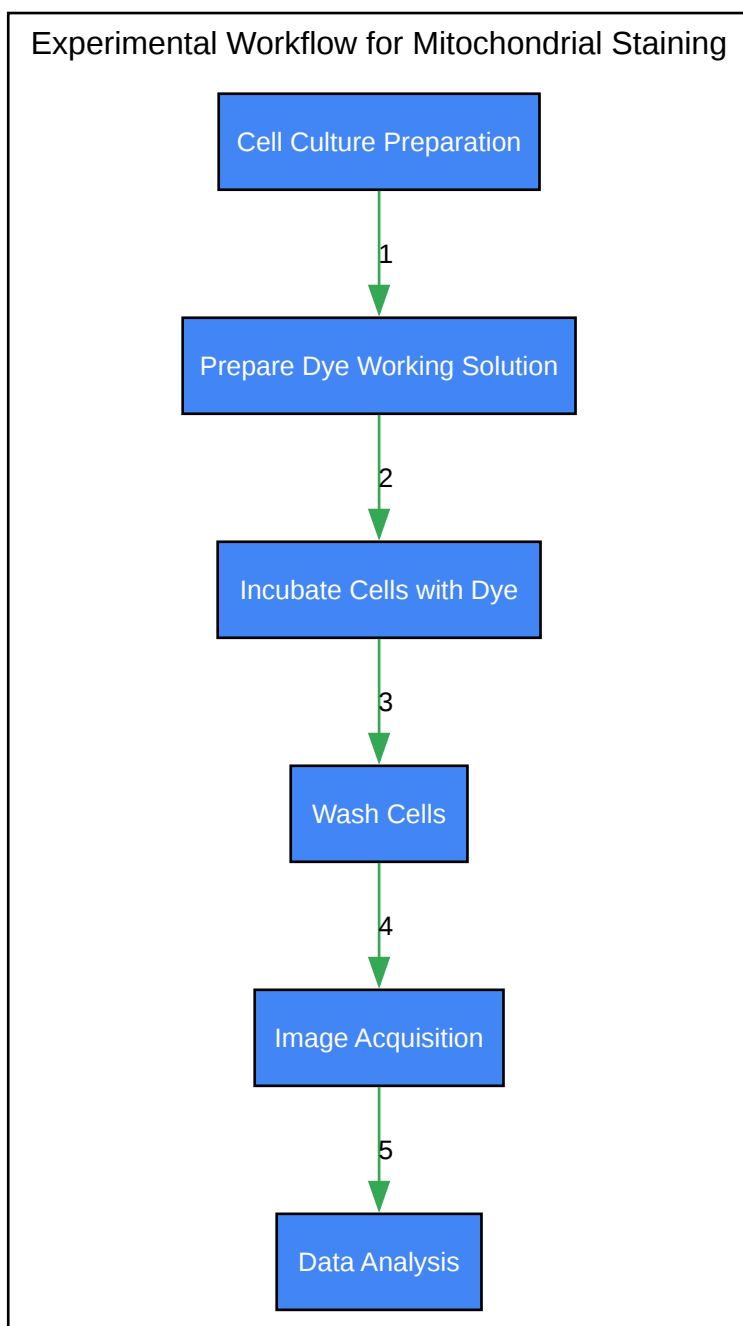 Experimental Workflow for Mitochondrial Staining
Cell Culture Preparation
1
Prepare Dye Working Solution
2
Incubate Cells with Dye
3
Wash Cells
4
Image Acquisition
5
Data Analysis